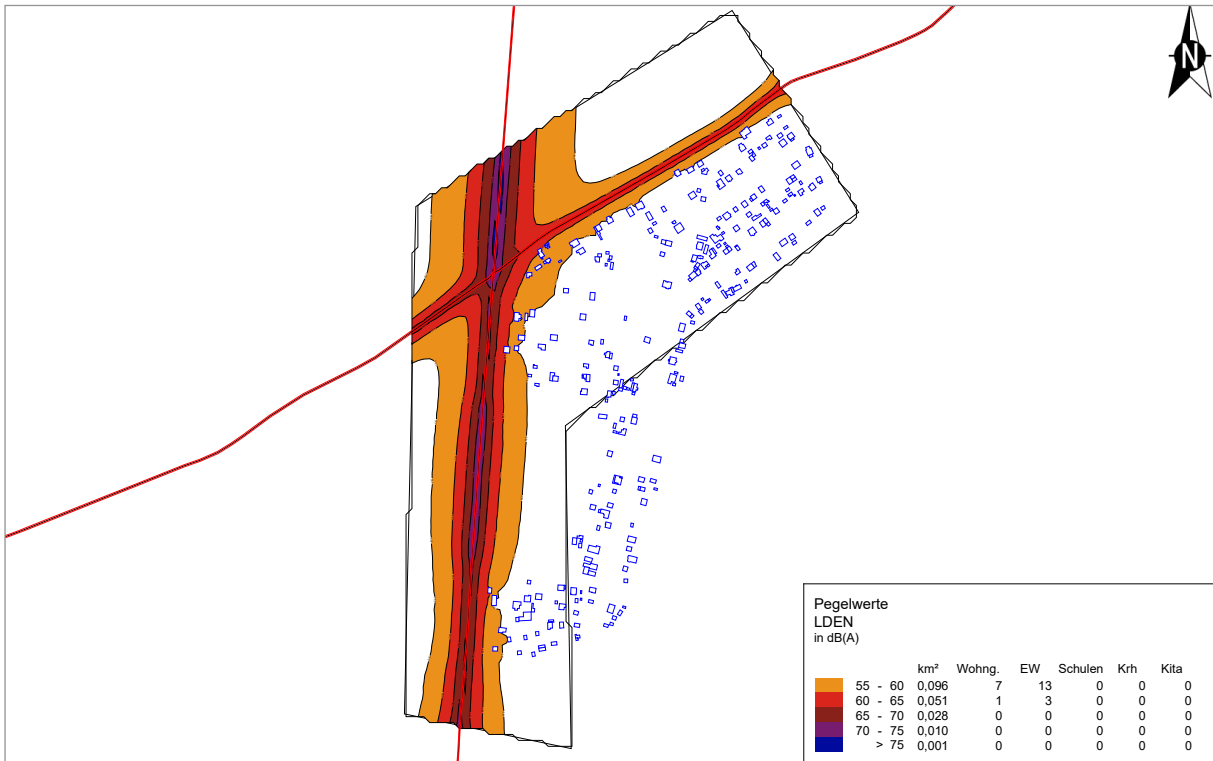 N
Pegelwerte
LDEN
in dB(A)
km² Wohng. EW Schulen Krh Kita
55 - 60 0,096 7 13 0 0 0
60 - 65 0,051 1 3 0 0 0
65 - 70 0,028 0 0 0 0 0
70 - 75 0,010 0 0 0 0 0
> 75 0,001 0 0 0 0 0